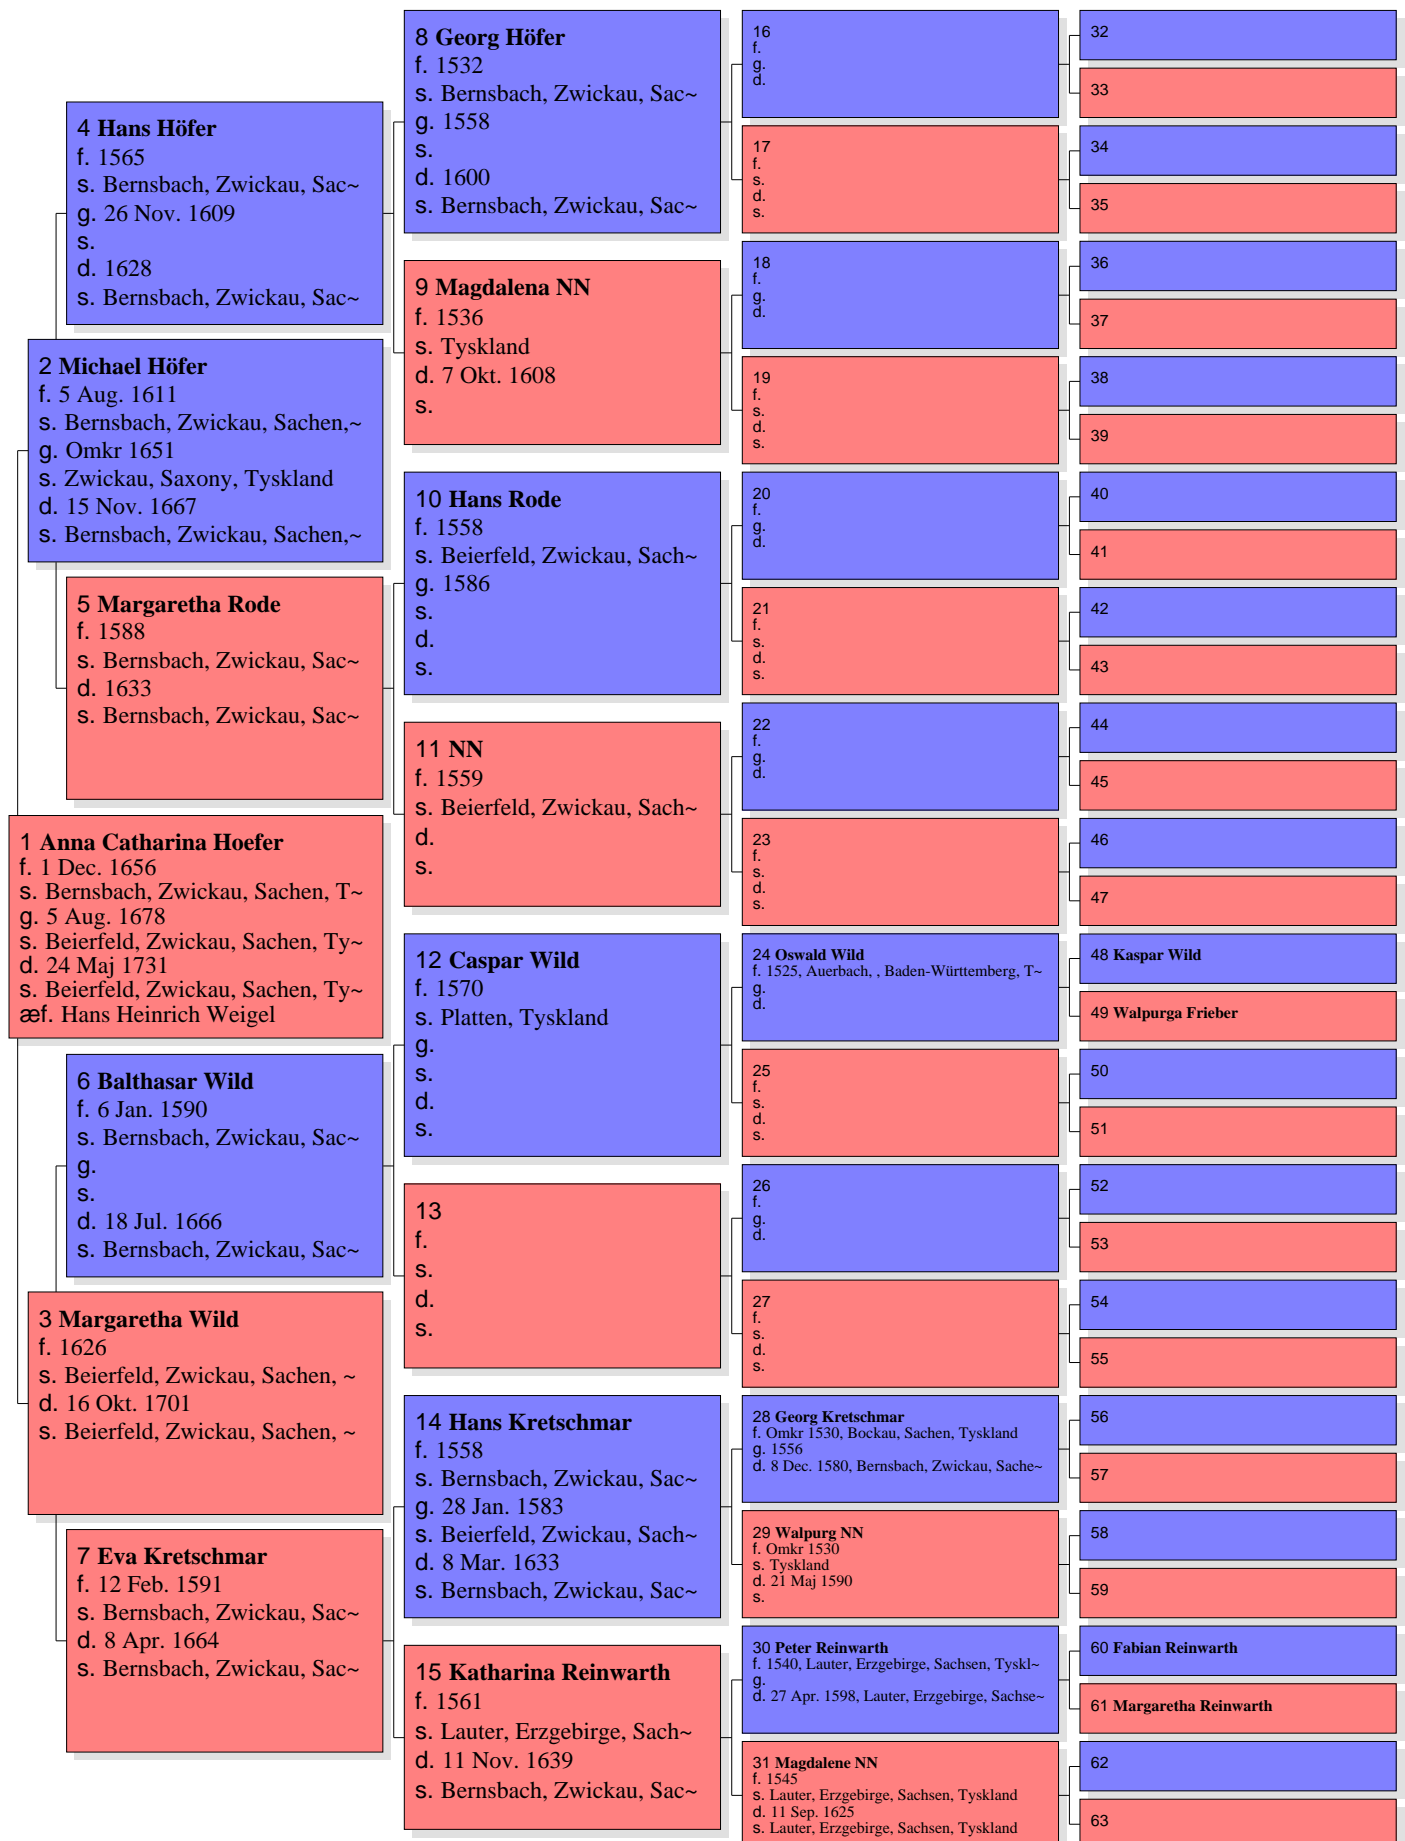 1 Anna Catharina Hoefer
f. 1 Dec. 1656
s. Bernsbach, Zwickau, Sachen, T~
g. 5 Aug. 1678
s. Beierfeld, Zwickau, Sachen, Ty~
d. 24 Maj 1731
s. Beierfeld, Zwickau, Sachen, Ty~
æf. Hans Heinrich Weigel
2 Michael Höfer
f. 5 Aug. 1611
s. Bernsbach, Zwickau, Sachen,~
g. Omkr 1651
s. Zwickau, Saxony, Tyskland
d. 15 Nov. 1667
s. Bernsbach, Zwickau, Sachen,~
3 Margaretha Wild
f. 1626
s. Beierfeld, Zwickau, Sachen, ~
d. 16 Okt. 1701
s. Beierfeld, Zwickau, Sachen, ~
4 Hans Höfer
f. 1565
s. Bernsbach, Zwickau, Sac~
g. 26 Nov. 1609
s.
d. 1628
s. Bernsbach, Zwickau, Sac~
5 Margaretha Rode
f. 1588
s. Bernsbach, Zwickau, Sac~
d. 1633
s. Bernsbach, Zwickau, Sac~
6 Balthasar Wild
f. 6 Jan. 1590
s. Bernsbach, Zwickau, Sac~
g.
s.
d. 18 Jul. 1666
s. Bernsbach, Zwickau, Sac~
7 Eva Kretschmar
f. 12 Feb. 1591
s. Bernsbach, Zwickau, Sac~
d. 8 Apr. 1664
s. Bernsbach, Zwickau, Sac~
8 Georg Höfer
f. 1532
s. Bernsbach, Zwickau, Sac~
g. 1558
s.
d. 1600
s. Bernsbach, Zwickau, Sac~
9 Magdalena NN
f. 1536
s. Tyskland
d. 7 Okt. 1608
s.
10 Hans Rode
f. 1558
s. Beierfeld, Zwickau, Sach~
g. 1586
s.
d.
s.
11 NN
f. 1559
s. Beierfeld, Zwickau, Sach~
d.
s.
12 Caspar Wild
f. 1570
s. Platten, Tyskland
g.
s.
d.
s.
13
f.
s.
d.
s.
14 Hans Kretschmar
f. 1558
s. Bernsbach, Zwickau, Sac~
g. 28 Jan. 1583
s. Beierfeld, Zwickau, Sach~
d. 8 Mar. 1633
s. Bernsbach, Zwickau, Sac~
15 Katharina Reinwarth
f. 1561
s. Lauter, Erzgebirge, Sach~
d. 11 Nov. 1639
s. Bernsbach, Zwickau, Sac~
16
f.
g.
d.
17
f.
s.
d.
s.
18
f.
g.
d.
19
f.
s.
d.
s.
20
f.
g.
d.
21
f.
s.
d.
s.
22
f.
g.
d.
23
f.
s.
d.
s.
24 Oswald Wild
f. 1525, Auerbach, , Baden-Württemberg, T~
g.
d.
25
f.
s.
d.
s.
26
f.
g.
d.
27
f.
s.
d.
s.
28 Georg Kretschmar
f. Omkr 1530, Bockau, Sachen, Tyskland
g. 1556
d. 8 Dec. 1580, Bernsbach, Zwickau, Sache~
29 Walpurg NN
f. Omkr 1530
s. Tyskland
d. 21 Maj 1590
s.
30 Peter Reinwarth
f. 1540, Lauter, Erzgebirge, Sachsen, Tyskl~
g.
d. 27 Apr. 1598, Lauter, Erzgebirge, Sachse~
31 Magdalene NN
f. 1545
s. Lauter, Erzgebirge, Sachsen, Tyskland
d. 11 Sep. 1625
s. Lauter, Erzgebirge, Sachsen, Tyskland
32
33
34
35
36
37
38
39
40
41
42
43
44
45
46
47
48 Kaspar Wild
49 Walpurga Frieber
50
51
52
53
54
55
56
57
58
59
60 Fabian Reinwarth
61 Margaretha Reinwarth
62
63